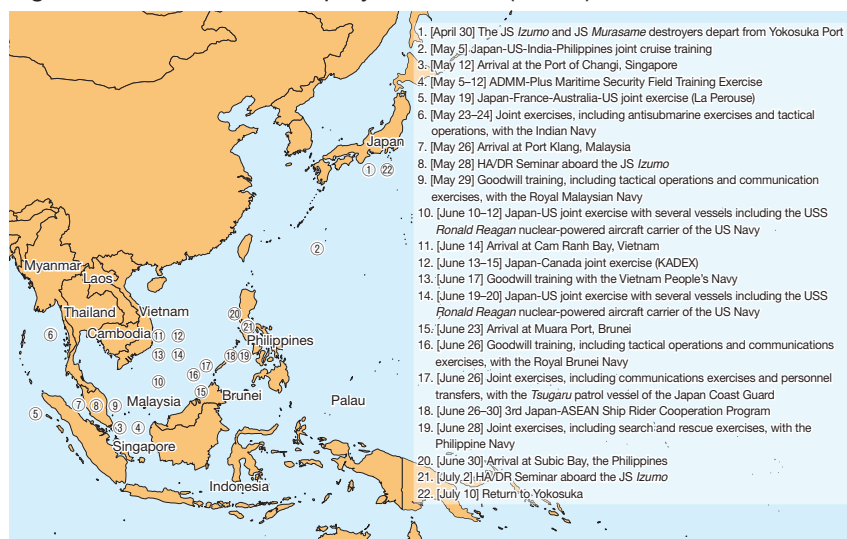 1. [April 30] The JS Izumo and JS Murasame destroyers depart from Yokosuka Port
2. [May 5] Japan-US-India-Philippines joint cruise training
3. [May 12] Arrival at the Port of Changi, Singapore
4. [May 5–12] ADMM-Plus Maritime Security Field Training Exercise
5. [May 19] Japan-France-Australia-US joint exercise (La Perouse)
6. [May 23–24] Joint exercises, including antisubmarine exercises and tactical
operations, with the Indian Navy
7. [May 26] Arrival at Port Klang, Malaysia
8. [May 28] HA/DR Seminar aboard the JS Izumo
9. [May 29] Goodwill training, including tactical operations and communication
exercises, with the Royal Malaysian Navy
10. [June 10–12] Japan-US joint exercise with several vessels including the USS
Ronald Reagan nuclear-powered aircraft carrier of the US Navy
11. [June 14] Arrival at Cam Ranh Bay, Vietnam
12. [June 13–15] Japan-Canada joint exercise (KADEX)
13. [June 17] Goodwill training with the Vietnam People's Navy
14. [June 19–20] Japan-US joint exercise with several vessels including the USS
Ronald Reagan nuclear-powered aircraft carrier of the US Navy
15. [June 23] Arrival at Muara Port, Brunei
16. [June 26] Goodwill training, including tactical operations and communications
exercises, with the Royal Brunei Navy
17. [June 26] Joint exercises, including communications exercises and personnel
transfers, with the Tsugaru patrol vessel of the Japan Coast Guard
18. [June 26–30] 3rd Japan-ASEAN Ship Rider Cooperation Program
19. [June 28] Joint exercises, including search and rescue exercises, with the
Philippine Navy
20. [June 30] Arrival at Subic Bay, the Philippines
21. [July 2] HA/DR Seminar aboard the JS Izumo
22. [July 10] Return to Yokosuka
Japan
① ㉒
②
Myanmar
Laos
Thailand
Vietnam
Cambodia
⑪ ⑫
⑬ ⑭
⑳
㉑
Philippines
⑥
⑱ ⑲
⑰
⑯
⑩
⑮
Brunei
Palau
Malaysia
⑦ ⑧ ⑨
⑤
③ ④
Singapore
Indonesia